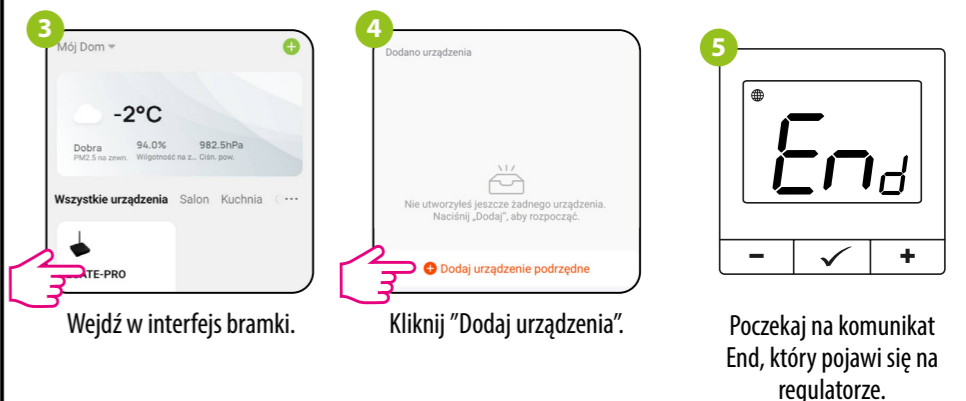 3
Mój Dom
-2°C
Dobra
PM2.5 na zewn.
94.0%
Wilgotność na z...
982.5hPa
Ciśn. pow.
Wszystkie urządzenia Salon Kuchnia
ATE-PRO
Wejdź w interfejs bramki.
4
Dodano urządzenia
Nie utworzyłeś jeszcze żadnego urządzenia.
Naciśnij „Dodaj”, aby rozpocząć.
Dodaj urządzenie podrzędne
Kliknij ”Dodaj urządzenia”.
5
End
- ✓ +
Poczekaj na komunikat
End, który pojawi się na
regulatorze.